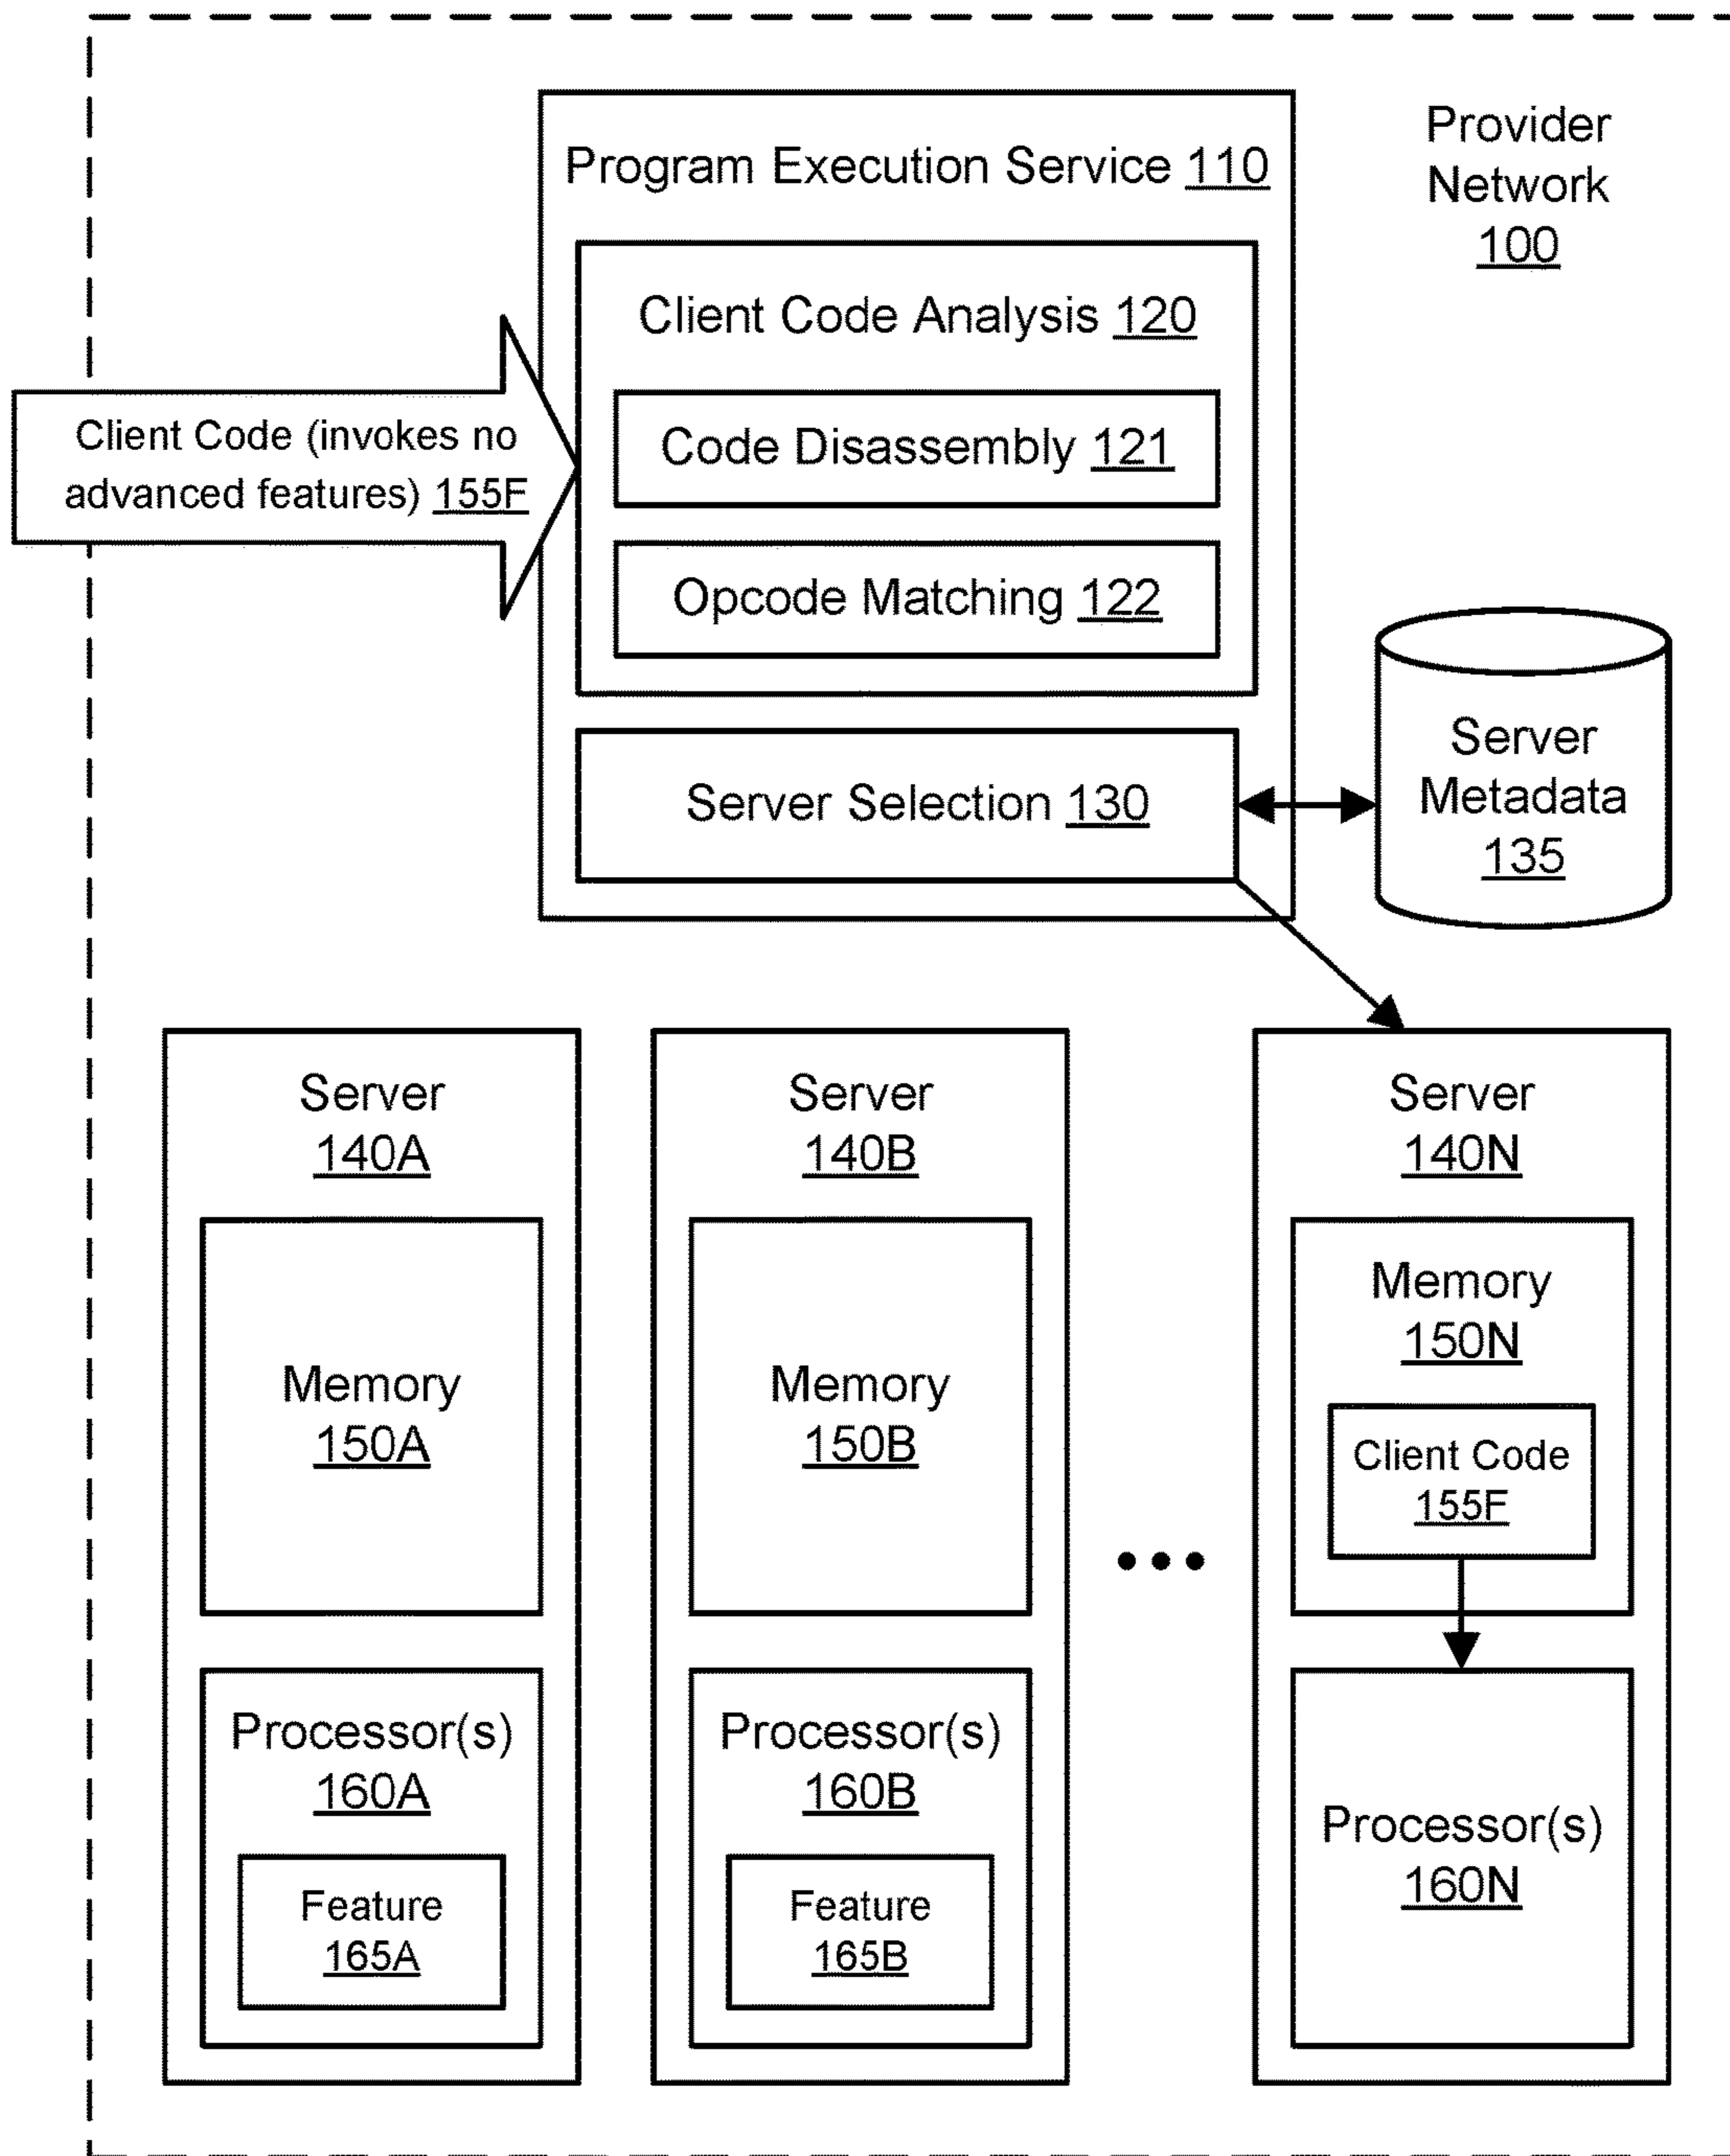 Provider
Network
100
Program Execution Service 110
Client Code Analysis 120
Client Code (invokes no
advanced features) 155F
Code Disassembly 121
Opcode Matching 122
Server Selection 130
Server
Metadata
135
Server
140A
Memory
150A
Processor(s)
160A
Feature
165A
Server
140B
Memory
150B
Processor(s)
160B
Feature
165B
Server
140N
Memory
150N
Client Code
155F
Processor(s)
160N